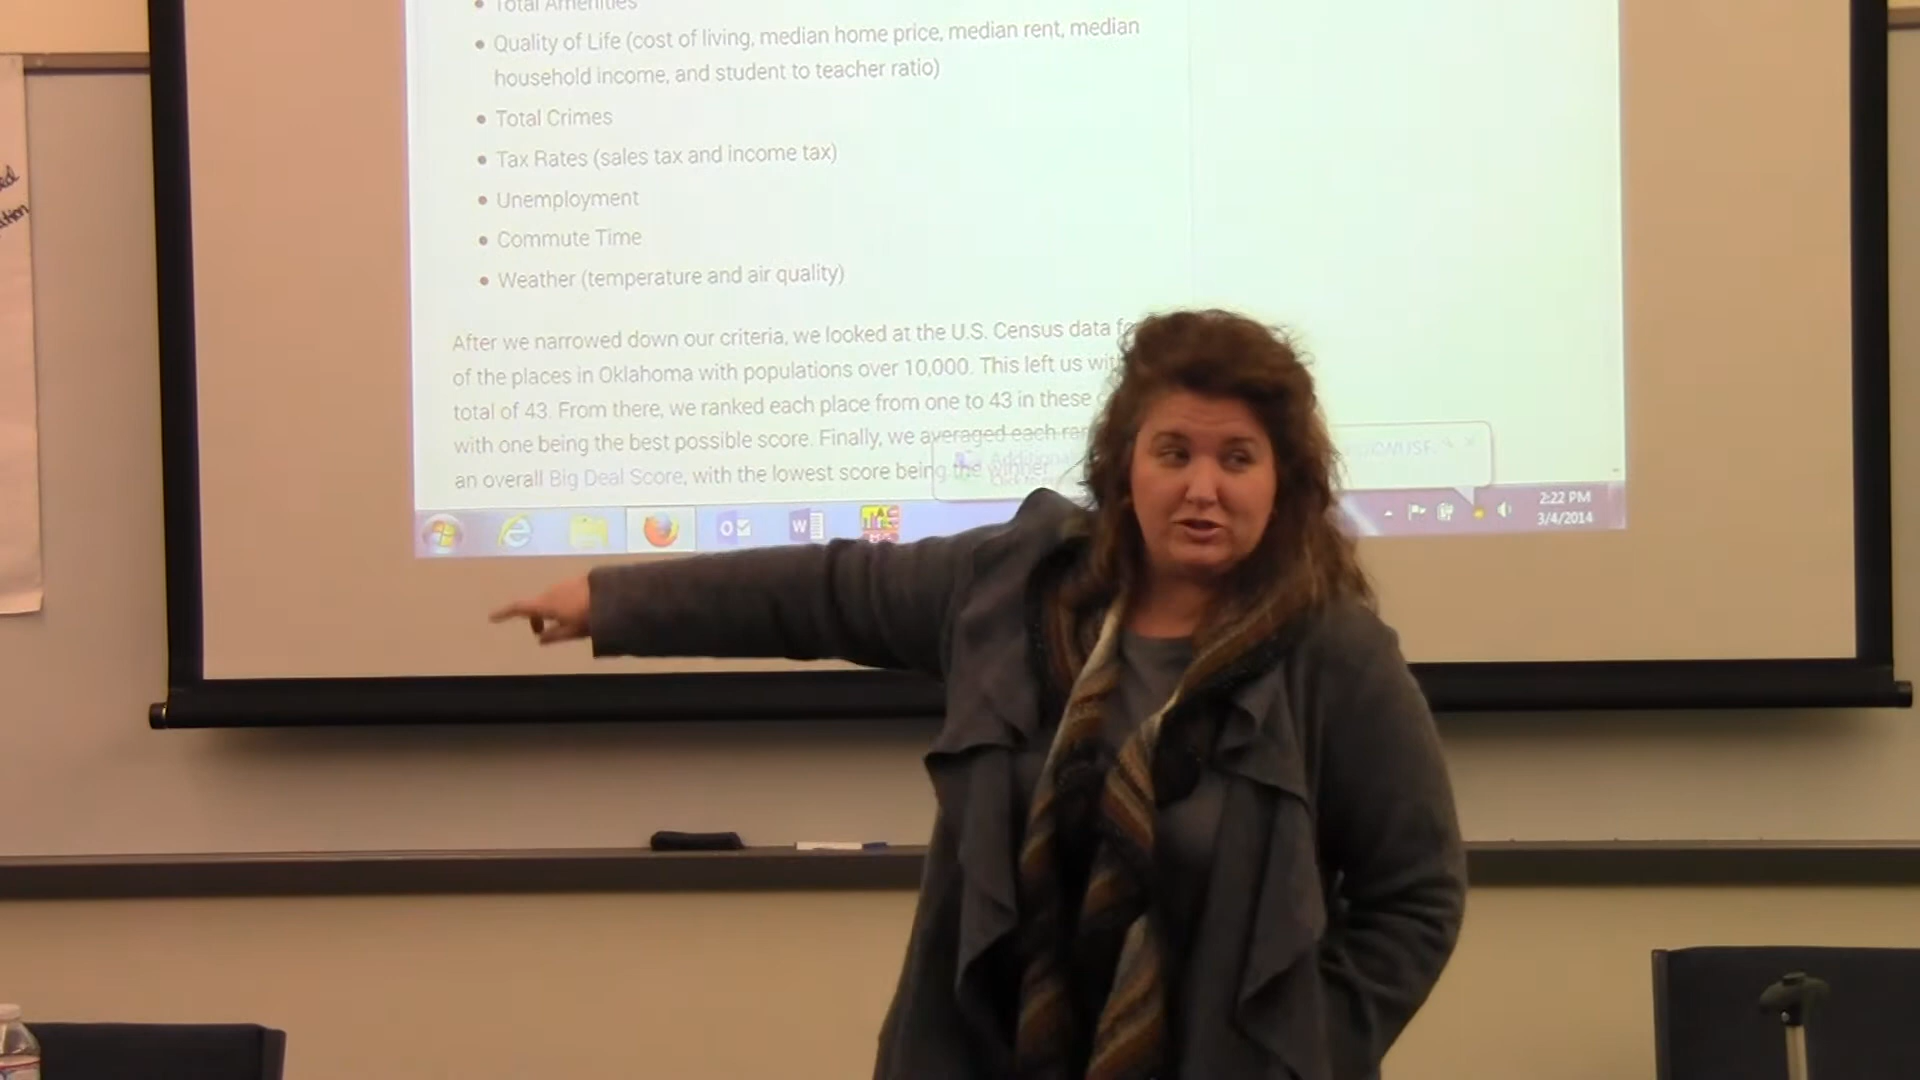 Total Amenities
Quality of Life (cost of living, median home price, median rent, median
household income, and student to teacher ratio)
Total Crimes
Tax Rates (sales tax and income tax)
Unemployment
Commute Time
Weather (temperature and air quality)
After we narrowed down our criteria, we looked at the U.S. Census data
of the places in Oklahoma with populations over 10,000. This left us
total of 43. From there, we ranked each place from one to 43 in these
with one being the best possible score. Finally, we averaged each
an overall Big Deal Score, with the lowest score being the winner
Additional
2:22 PM
3/4/2014